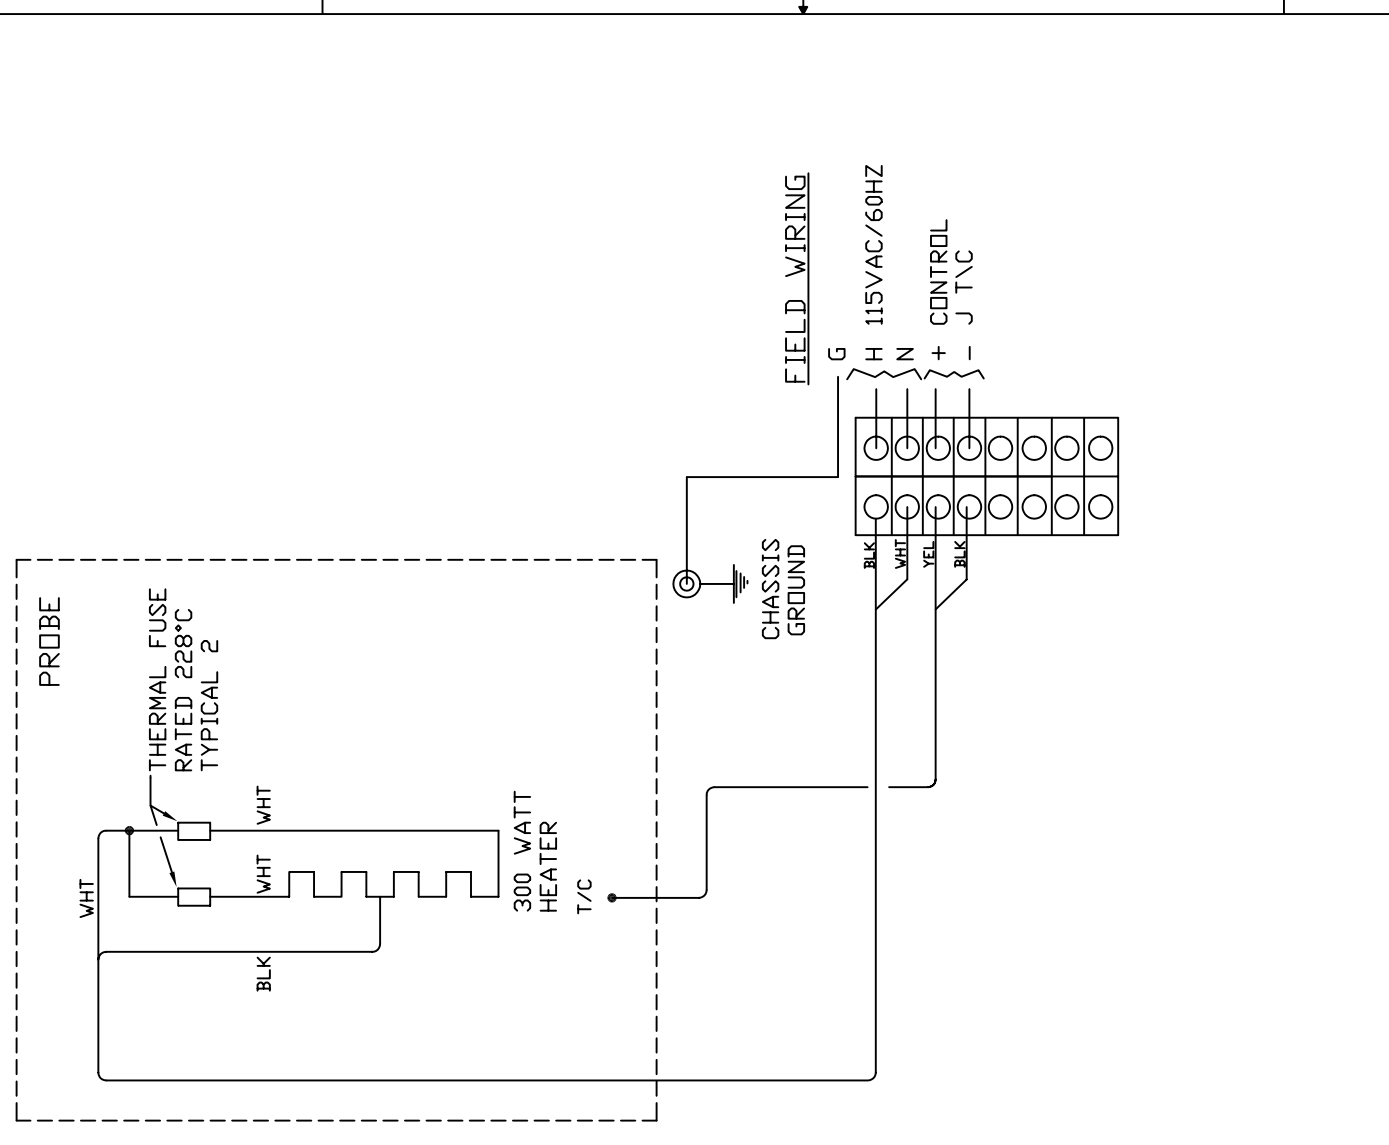 FIELD WIRING
G
H 115VAC/60HZ
N
+ CONTROL
- J T\C
BLK
WHT
YEL
BLK
CHASSIS
GROUND
PROBE
THERMAL FUSE
RATED 228°C
TYPICAL 2
WHT
WHT
WHT
BLK
300 WATT
HEATER
T/C